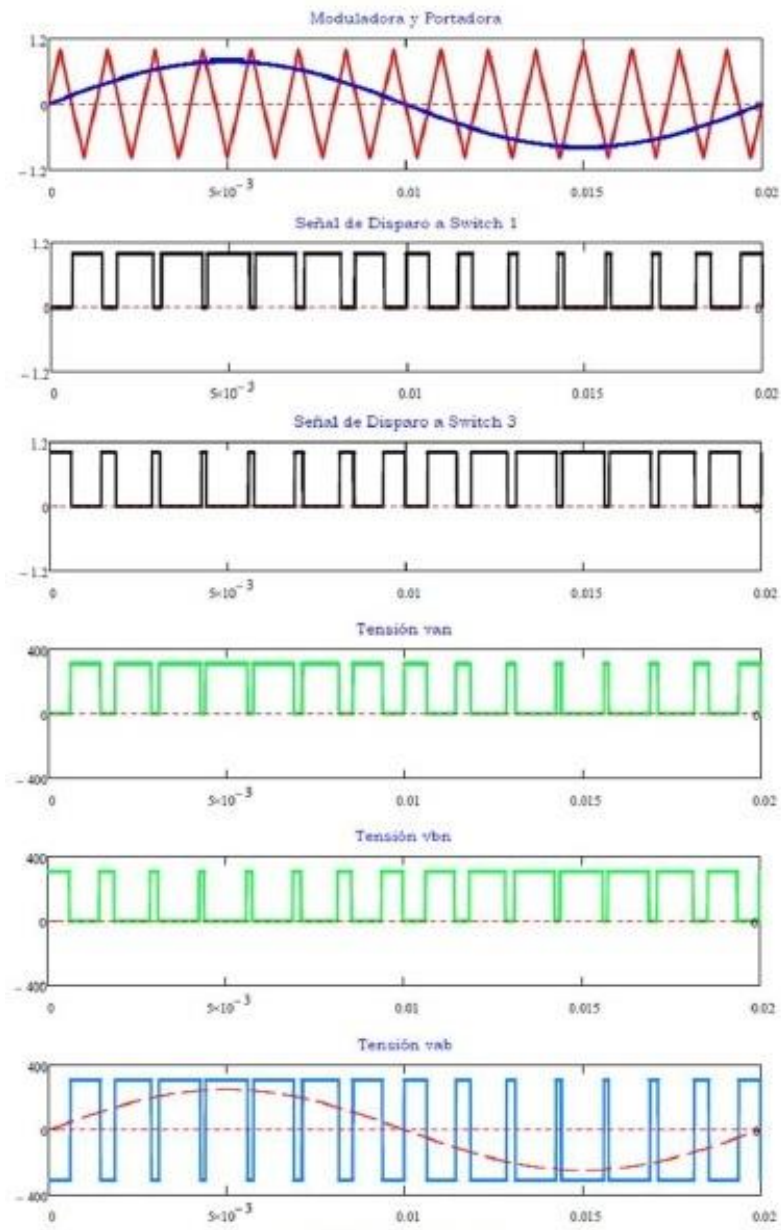 Moduladora y Portadora
1.2
0
−1.2
0 5×10⁻³ 0.01 0.015 0.02
Señal de Disparo a Switch 1
1.2
0 0
−1.2
0 5×10⁻³ 0.01 0.015 0.02
Señal de Disparo a Switch 3
1.2
0 0
−1.2
0 5×10⁻³ 0.01 0.015 0.02
Tensión van
400
0 0
−400
0 5×10⁻³ 0.01 0.015 0.02
Tensión vbn
400
0 0
−400
0 5×10⁻³ 0.01 0.015 0.02
Tensión vab
400
0 0
−400
0 5×10⁻³ 0.01 0.015 0.02